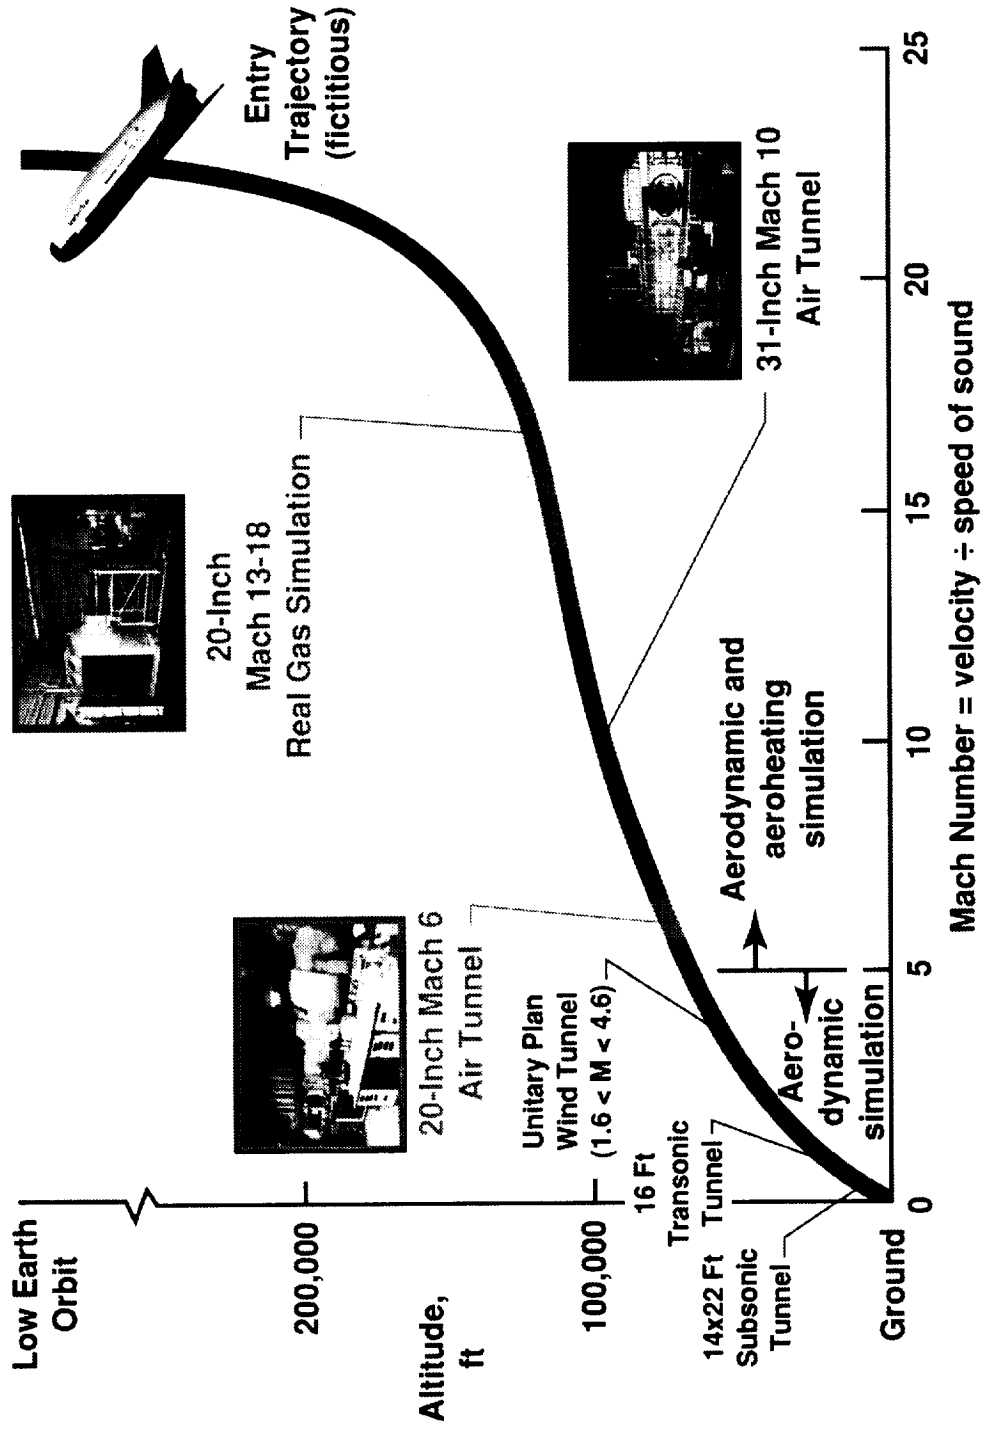 Low Earth
Orbit
200,000
Altitude,
ft
100,000
Ground
20-Inch
Mach 13-18
Real Gas Simulation
Entry
Trajectory
(fictitious)
20-Inch Mach 6
Air Tunnel
Unitary Plan
Wind Tunnel
(1.6 < M < 4.6)
16 Ft
Transonic
Tunnel
14x22 Ft
Subsonic
Tunnel
31-Inch Mach 10
Air Tunnel
Aero-
dynamic
simulation
Aerodynamic and
aeroheating
simulation
0
5
10
15
20
25
Mach Number = velocity ÷ speed of sound